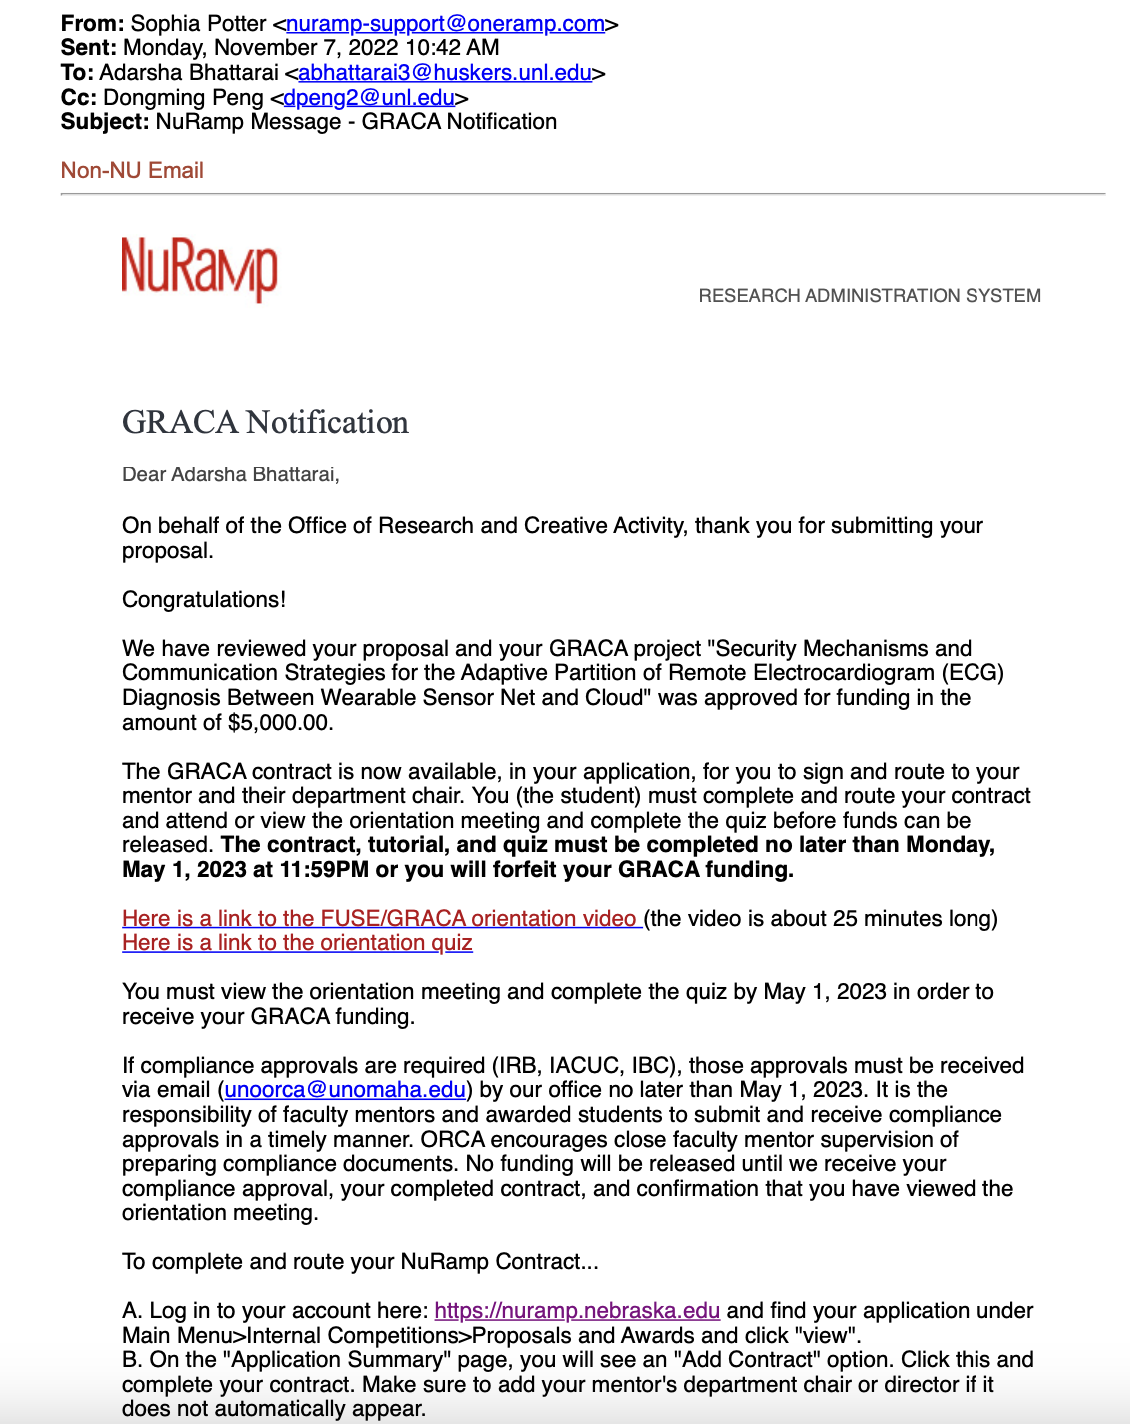 From: Sophia Potter <nuramp-support@oneramp.com>
Sent: Monday, November 7, 2022 10:42 AM
To: Adarsha Bhattarai <abhattarai3@huskers.unl.edu>
Cc: Dongming Peng <dpeng2@unl.edu>
Subject: NuRamp Message - GRACA Notification
Non-NU Email
NuRamp
RESEARCH ADMINISTRATION SYSTEM
GRACA Notification
Dear Adarsha Bhattarai,
On behalf of the Office of Research and Creative Activity, thank you for submitting your
proposal.
Congratulations!
We have reviewed your proposal and your GRACA project "Security Mechanisms and
Communication Strategies for the Adaptive Partition of Remote Electrocardiogram (ECG)
Diagnosis Between Wearable Sensor Net and Cloud" was approved for funding in the
amount of $5,000.00.
The GRACA contract is now available, in your application, for you to sign and route to your
mentor and their department chair. You (the student) must complete and route your contract
and attend or view the orientation meeting and complete the quiz before funds can be
released. The contract, tutorial, and quiz must be completed no later than Monday,
May 1, 2023 at 11:59PM or you will forfeit your GRACA funding.
Here is a link to the FUSE/GRACA orientation video (the video is about 25 minutes long)
Here is a link to the orientation quiz
You must view the orientation meeting and complete the quiz by May 1, 2023 in order to
receive your GRACA funding.
If compliance approvals are required (IRB, IACUC, IBC), those approvals must be received
via email (unoorca@unomaha.edu) by our office no later than May 1, 2023. It is the
responsibility of faculty mentors and awarded students to submit and receive compliance
approvals in a timely manner. ORCA encourages close faculty mentor supervision of
preparing compliance documents. No funding will be released until we receive your
compliance approval, your completed contract, and confirmation that you have viewed the
orientation meeting.
To complete and route your NuRamp Contract...
A. Log in to your account here: https://nuramp.nebraska.edu and find your application under
Main Menu>Internal Competitions>Proposals and Awards and click "view".
B. On the "Application Summary" page, you will see an "Add Contract" option. Click this and
complete your contract. Make sure to add your mentor's department chair or director if it
does not automatically appear.